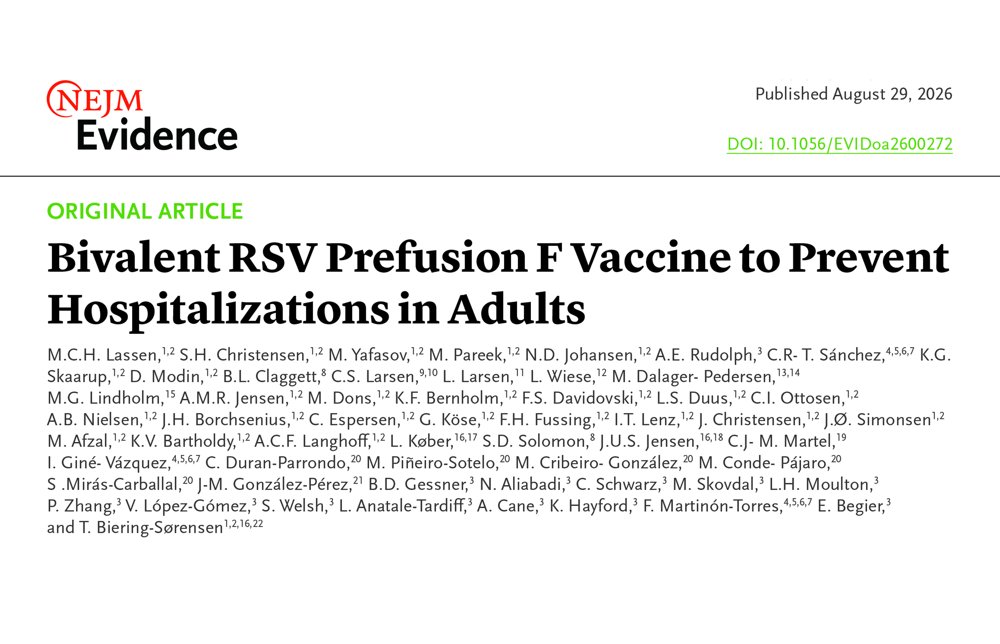 NEJM
Evidence
Published August 29, 2026
DOI: 10.1056/EVIDoa2600272
ORIGINAL ARTICLE
Bivalent RSV Prefusion F Vaccine to Prevent
Hospitalizations in Adults
M.C.H. Lassen,1,2 S.H. Christensen,1,2 M. Yafasov,1,2 M. Pareek,1,2 N.D. Johansen,1,2 A.E. Rudolph,3 C.R- T. Sánchez,4,5,6,7 K.G.
Skaarup,1,2 D. Modin,1,2 B.L. Claggett,8 C.S. Larsen,9,10 L. Larsen,11 L. Wiese,12 M. Dalager- Pedersen,13,14
M.G. Lindholm,15 A.M.R. Jensen,1,2 M. Dons,1,2 K.F. Bernholm,1,2 F.S. Davidovski,1,2 L.S. Duus,1,2 C.I. Ottosen,1,2
A.B. Nielsen,1,2 J.H. Borchsenius,1,2 C. Espersen,1,2 G. Köse,1,2 F.H. Fussing,1,2 I.T. Lenz,1,2 J. Christensen,1,2 J.Ø. Simonsen1,2
M. Afzal,1,2 K.V. Bartholdy,1,2 A.C.F. Langhoff,1,2 L. Køber,16,17 S.D. Solomon,8 J.U.S. Jensen,16,18 C.J- M. Martel,19
I. Giné- Vázquez,4,5,6,7 C. Duran-Parrondo,20 M. Piñeiro-Sotelo,20 M. Cribeiro- González,20 M. Conde- Pájaro,20
S .Mirás-Carballal,20 J-M. González-Pérez,21 B.D. Gessner,3 N. Aliabadi,3 C. Schwarz,3 M. Skovdal,3 L.H. Moulton,3
P. Zhang,3 V. López-Gómez,3 S. Welsh,3 L. Anatale-Tardiff,3 A. Cane,3 K. Hayford,3 F. Martinón-Torres,4,5,6,7 E. Begier,3
and T. Biering-Sørensen1,2,16,22